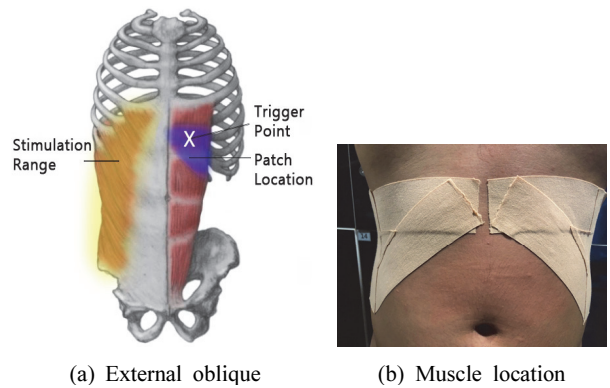 Stimulation
Range
Trigger
Point
X
Patch
Location
(a) External oblique
(b) Muscle location